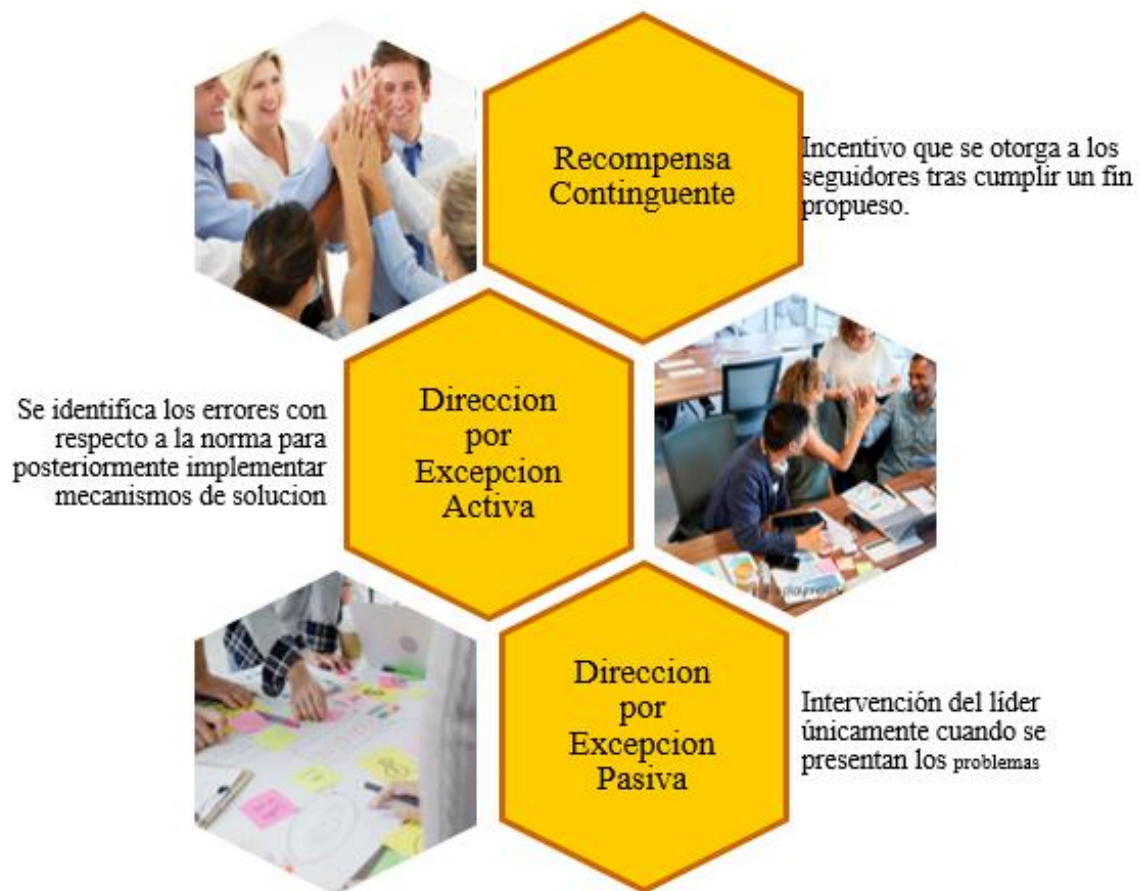 Recompensa
Continguente
Incentivo que se otorga a los
seguidores tras cumplir un fin
propueso.
Se identifica los errores con
respecto a la norma para
posteriormente implementar
mecanismos de solucion
Direccion
por
Excepcion
Activa
Direccion
por
Excepcion
Pasiva
Intervención del líder
únicamente cuando se
presentan los problemas